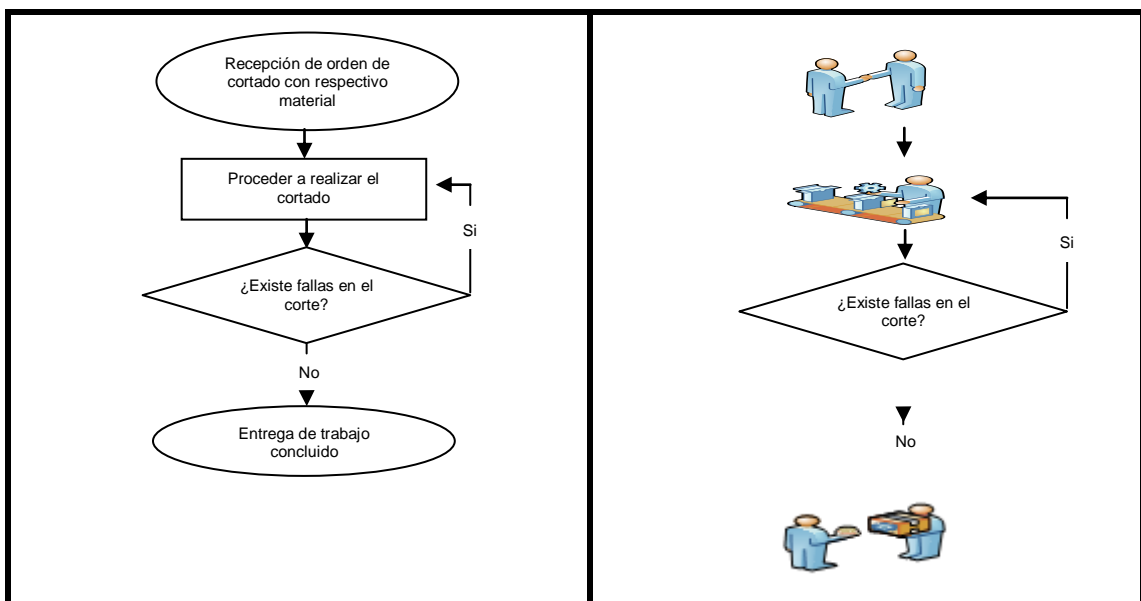 Recepción de orden de
cortado con respectivo
material
Proceder a realizar el
cortado
Si
¿Existe fallas en el
corte?
No
Entrega de trabajo
concluido
Si
¿Existe fallas en el
corte?
No